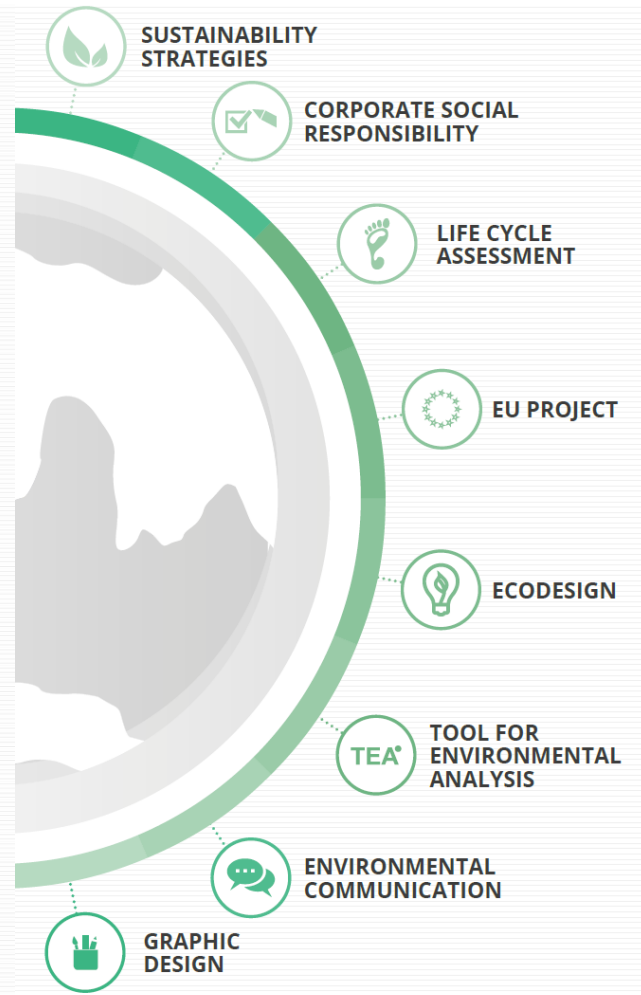 SUSTAINABILITY
STRATEGIES
CORPORATE SOCIAL
RESPONSIBILITY
LIFE CYCLE
ASSESSMENT
EU PROJECT
ECODESIGN
TEA
TOOL FOR
ENVIRONMENTAL
ANALYSIS
ENVIRONMENTAL
COMMUNICATION
GRAPHIC
DESIGN